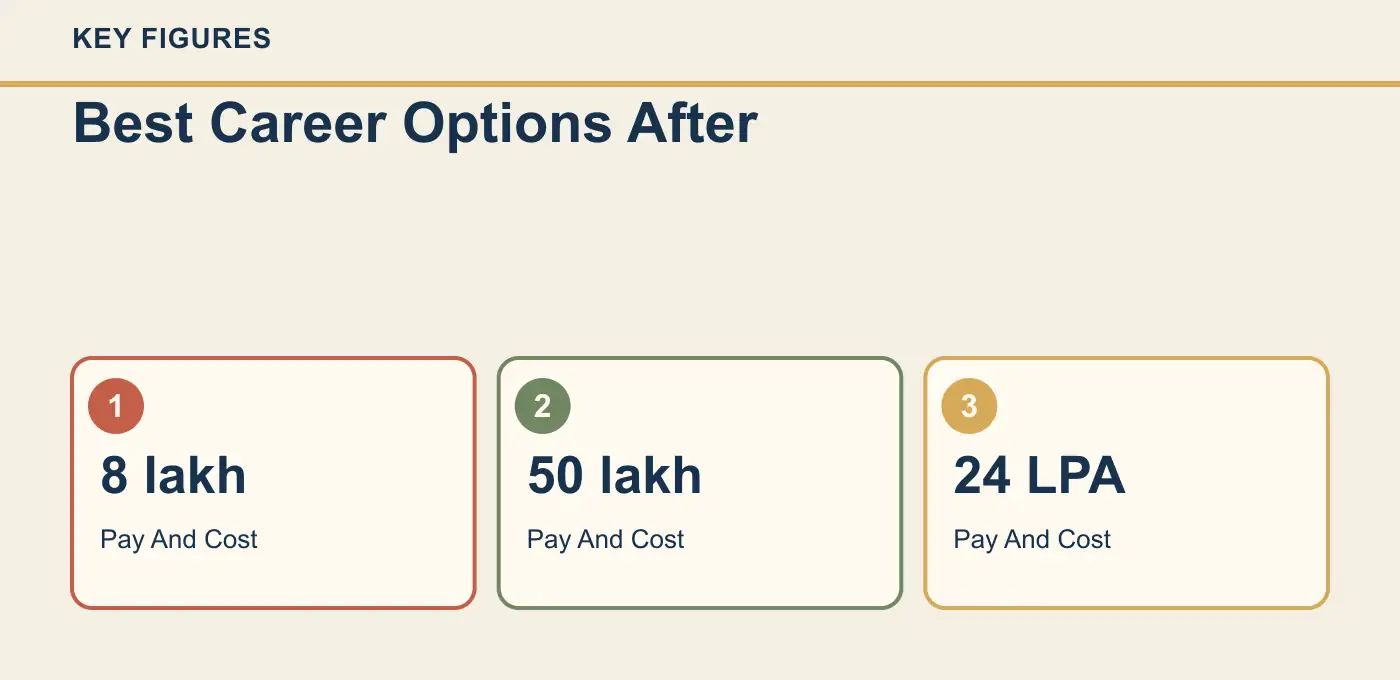 KEY FIGURES
Best Career Options After
1
8 lakh
Pay And Cost
2
50 lakh
Pay And Cost
3
24 LPA
Pay And Cost